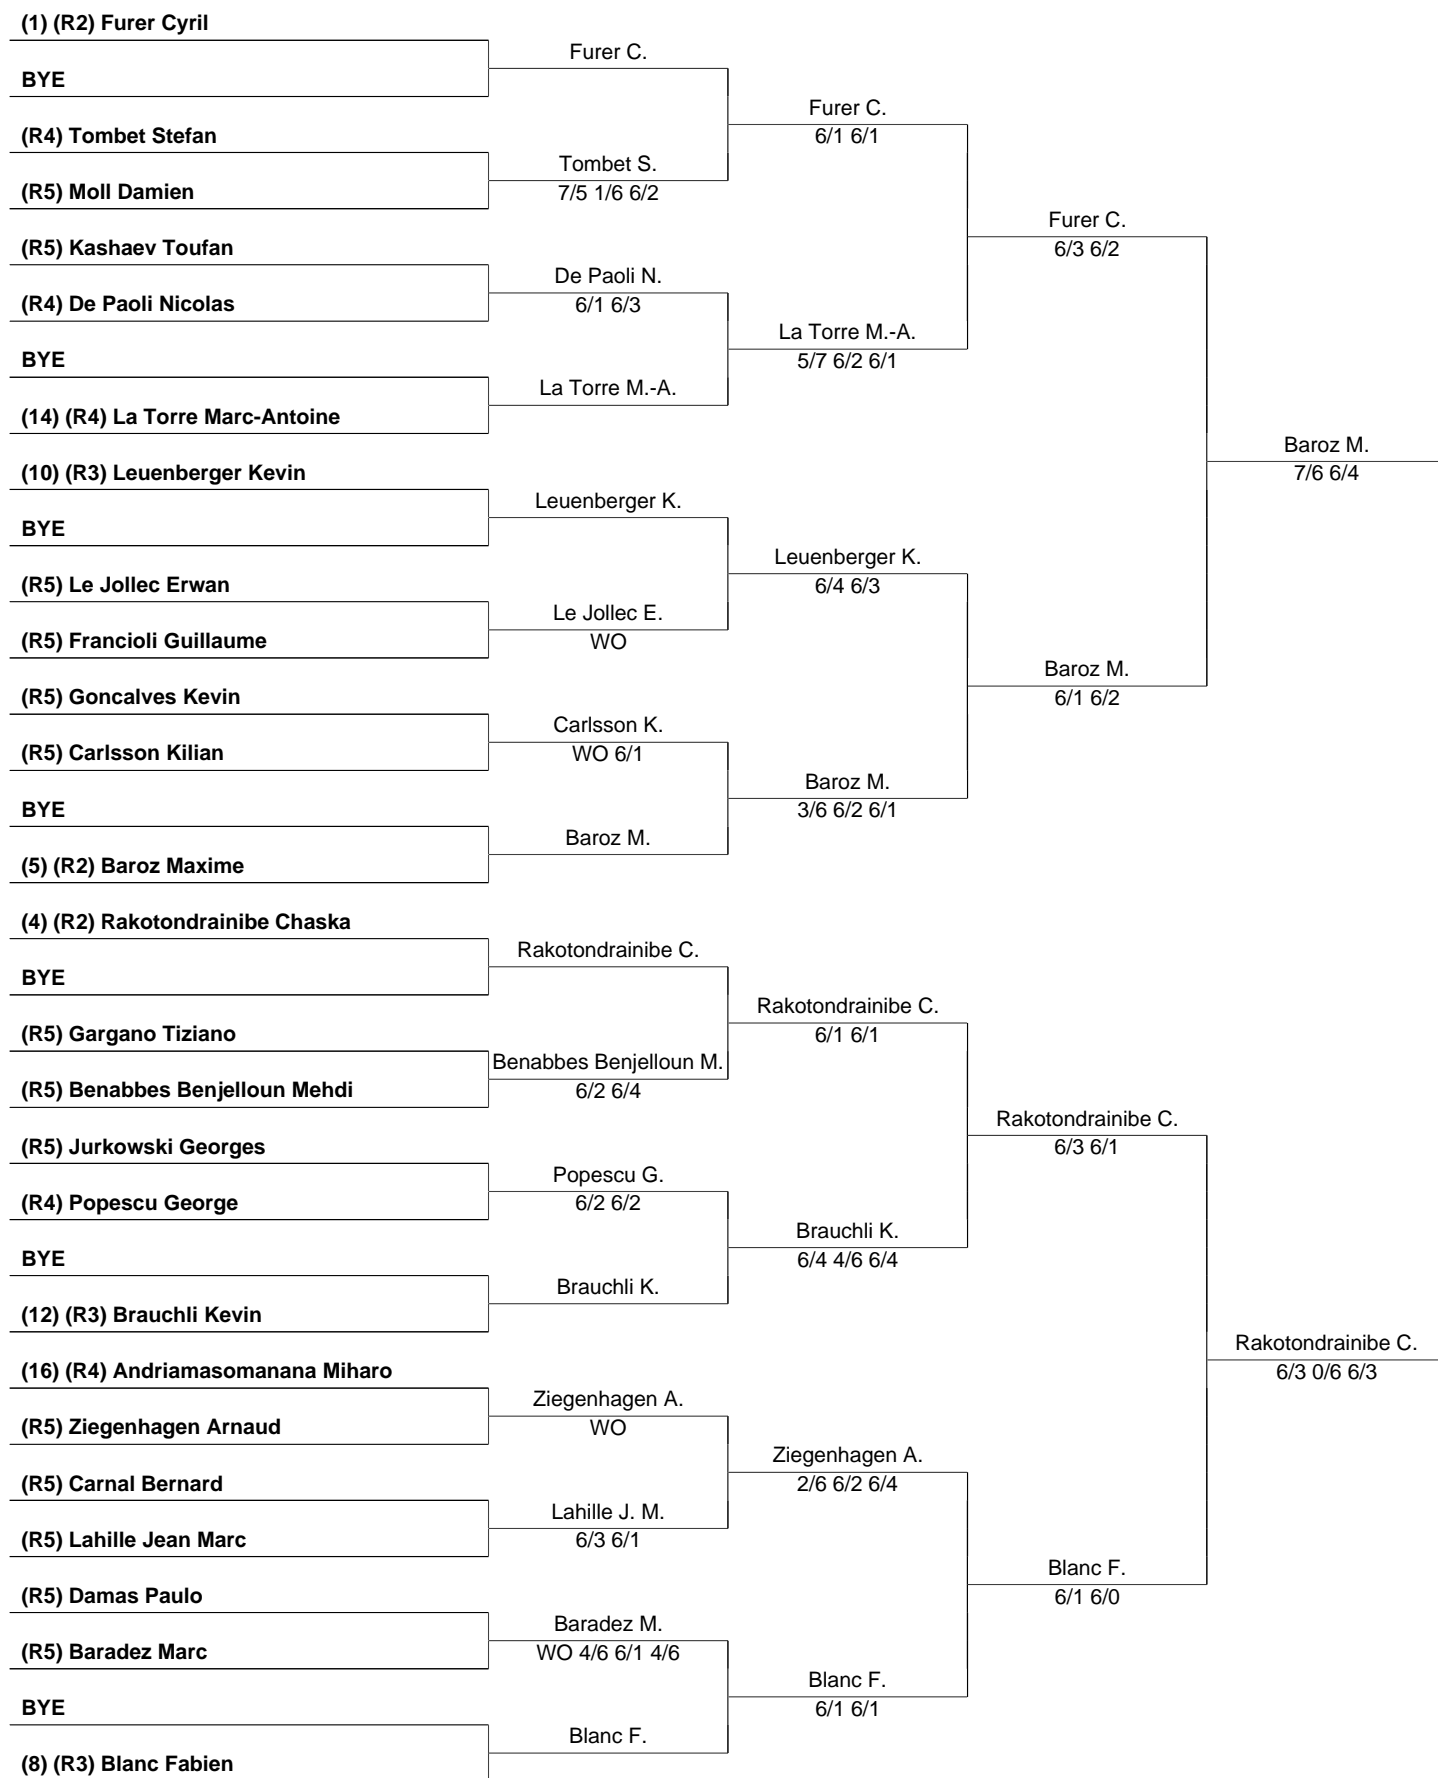 (1) (R2) Furer Cyril
BYE
(R4) Tombet Stefan
(R5) Moll Damien
(R5) Kashaev Toufan
(R4) De Paoli Nicolas
BYE
(14) (R4) La Torre Marc-Antoine
(10) (R3) Leuenberger Kevin
BYE
(R5) Le Jollec Erwan
(R5) Francioli Guillaume
(R5) Goncalves Kevin
(R5) Carlsson Kilian
BYE
(5) (R2) Baroz Maxime
(4) (R2) Rakotondrainibe Chaska
BYE
(R5) Gargano Tiziano
(R5) Benabbes Benjelloun Mehdi
(R5) Jurkowski Georges
(R4) Popescu George
BYE
(12) (R3) Brauchli Kevin
(16) (R4) Andriamasomanana Miharo
(R5) Ziegenhagen Arnaud
(R5) Carnal Bernard
(R5) Lahille Jean Marc
(R5) Damas Paulo
(R5) Baradez Marc
BYE
(8) (R3) Blanc Fabien
Furer C.
Tombet S.
7/5 1/6 6/2
De Paoli N.
6/1 6/3
La Torre M.-A.
Leuenberger K.
Le Jollec E.
WO
Carlsson K.
WO 6/1
Baroz M.
Rakotondrainibe C.
Benabbes Benjelloun M.
6/2 6/4
Popescu G.
6/2 6/2
Brauchli K.
Ziegenhagen A.
WO
Lahille J. M.
6/3 6/1
Baradez M.
WO 4/6 6/1 4/6
Blanc F.
Furer C.
6/1 6/1
La Torre M.-A.
5/7 6/2 6/1
Leuenberger K.
6/4 6/3
Baroz M.
3/6 6/2 6/1
Rakotondrainibe C.
6/1 6/1
Brauchli K.
6/4 4/6 6/4
Ziegenhagen A.
2/6 6/2 6/4
Blanc F.
6/1 6/1
Furer C.
6/3 6/2
Baroz M.
6/1 6/2
Rakotondrainibe C.
6/3 6/1
Blanc F.
6/1 6/0
Baroz M.
7/6 6/4
Rakotondrainibe C.
6/3 0/6 6/3